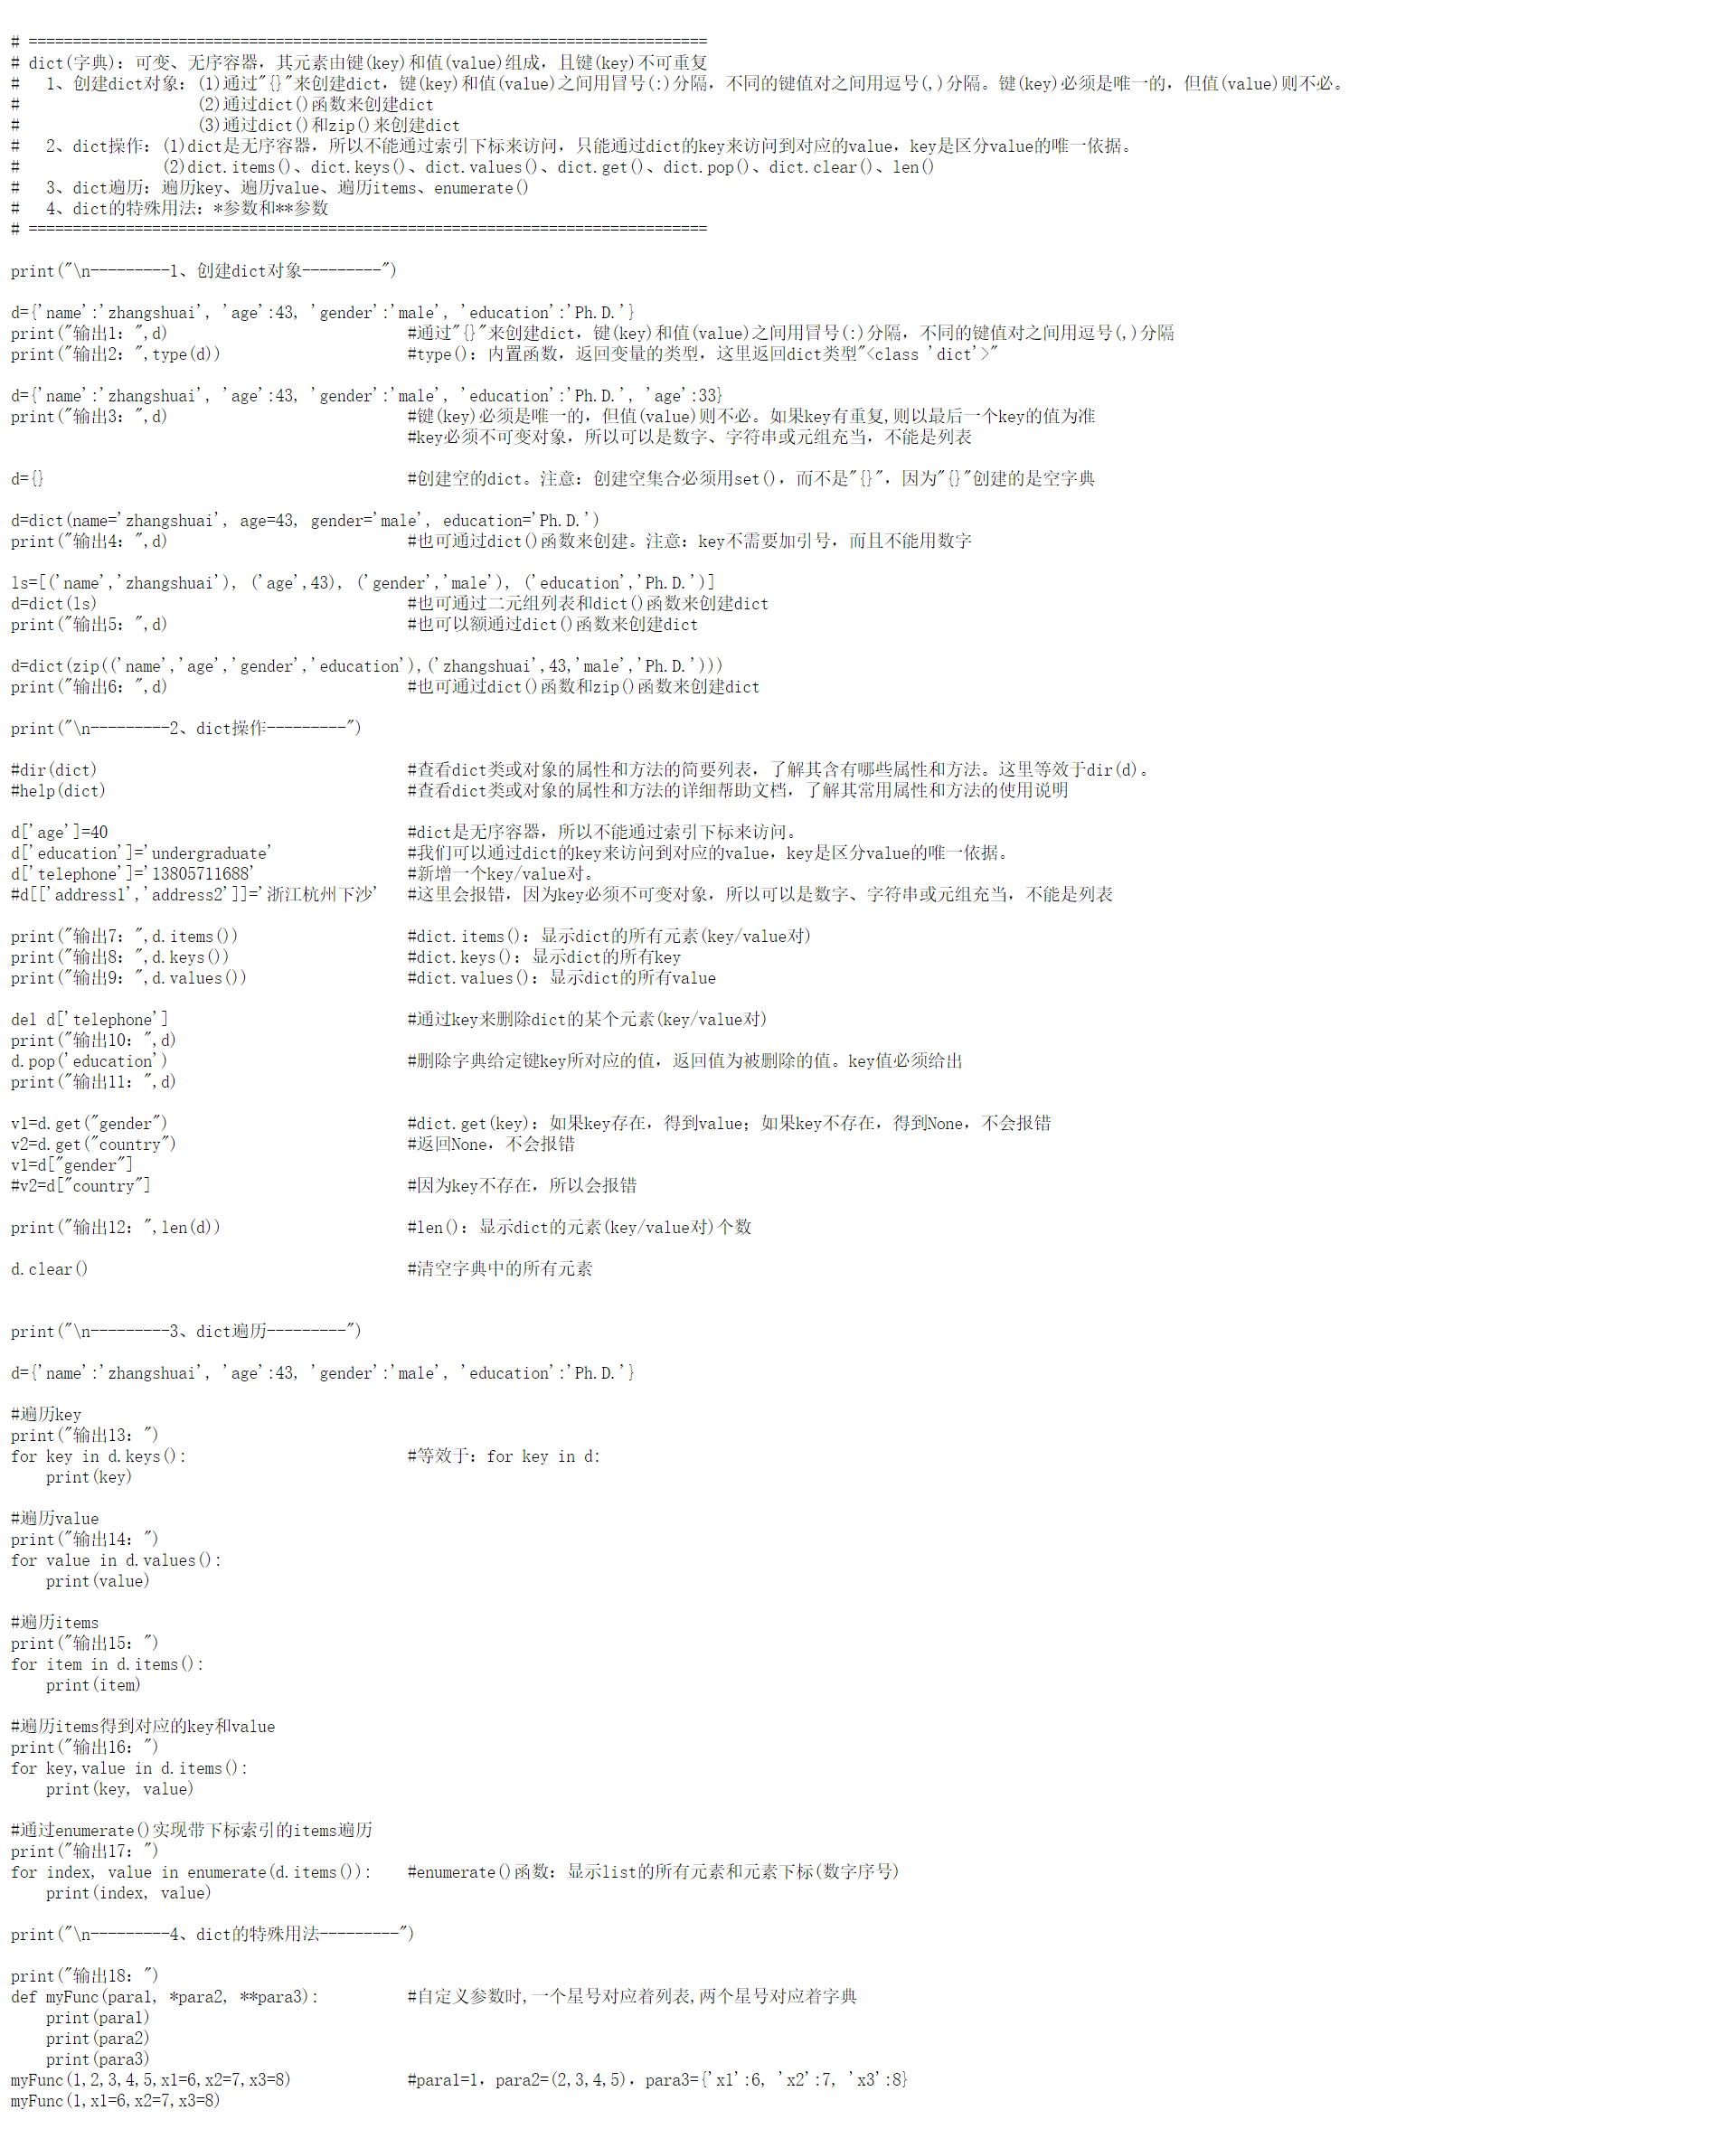 # =============================================================================
# dict(字典)：可变、无序容器，其元素由键(key)和值(value)组成，且键(key)不可重复
#   1、创建dict对象：(1)通过"{}"来创建dict，键(key)和值(value)之间用冒号(:)分隔，不同的键值对之间用逗号(,)分隔。键(key)必须是唯一的，但值(value)则不必。
#                    (2)通过dict()函数来创建dict
#                    (3)通过dict()和zip()来创建dict
#   2、dict操作：(1)dict是无序容器，所以不能通过索引下标来访问，只能通过dict的key来访问到对应的value，key是区分value的唯一依据。
#                (2)dict.items()、dict.keys()、dict.values()、dict.get()、dict.pop()、dict.clear()、len()
#   3、dict遍历：遍历key、遍历value、遍历items、enumerate()
#   4、dict的特殊用法：*参数和**参数
# =============================================================================

print("\n---------1、创建dict对象---------")

d={'name':'zhangshuai', 'age':43, 'gender':'male', 'education':'Ph.D.'}
print("输出1：",d)                           #通过"{}"来创建dict，键(key)和值(value)之间用冒号(:)分隔，不同的键值对之间用逗号(,)分隔
print("输出2：",type(d))                     #type()：内置函数，返回变量的类型，这里返回dict类型"<class 'dict'>"

d={'name':'zhangshuai', 'age':43, 'gender':'male', 'education':'Ph.D.', 'age':33}
print("输出3：",d)                           #键(key)必须是唯一的，但值(value)则不必。如果key有重复,则以最后一个key的值为准
                                             #key必须不可变对象，所以可以是数字、字符串或元组充当，不能是列表

d={}                                         #创建空的dict。注意：创建空集合必须用set()，而不是"{}"，因为"{}"创建的是空字典

d=dict(name='zhangshuai', age=43, gender='male', education='Ph.D.')
print("输出4：",d)                           #也可通过dict()函数来创建。注意：key不需要加引号，而且不能用数字

ls=[('name','zhangshuai'), ('age',43), ('gender','male'), ('education','Ph.D.')]
d=dict(ls)                                   #也可通过二元组列表和dict()函数来创建dict
print("输出5：",d)                           #也可以额通过dict()函数来创建dict

d=dict(zip(('name','age','gender','education'),('zhangshuai',43,'male','Ph.D.')))
print("输出6：",d)                           #也可通过dict()函数和zip()函数来创建dict

print("\n---------2、dict操作---------")

#dir(dict)                                   #查看dict类或对象的属性和方法的简要列表，了解其含有哪些属性和方法。这里等效于dir(d)。
#help(dict)                                  #查看dict类或对象的属性和方法的详细帮助文档，了解其常用属性和方法的使用说明

d['age']=40                                  #dict是无序容器，所以不能通过索引下标来访问。
d['education']='undergraduate'               #我们可以通过dict的key来访问到对应的value，key是区分value的唯一依据。
d['telephone']='13805711688'                 #新增一个key/value对。
#d[['address1','address2']]='浙江杭州下沙'   #这里会报错，因为key必须不可变对象，所以可以是数字、字符串或元组充当，不能是列表

print("输出7：",d.items())                   #dict.items()：显示dict的所有元素(key/value对)
print("输出8：",d.keys())                    #dict.keys()：显示dict的所有key
print("输出9：",d.values())                  #dict.values()：显示dict的所有value

del d['telephone']                           #通过key来删除dict的某个元素(key/value对)
print("输出10：",d)
d.pop('education')                           #删除字典给定键key所对应的值，返回值为被删除的值。key值必须给出
print("输出11：",d)

v1=d.get("gender")                           #dict.get(key)：如果key存在，得到value；如果key不存在，得到None，不会报错
v2=d.get("country")                          #返回None，不会报错
v1=d["gender"]
#v2=d["country"]                             #因为key不存在，所以会报错

print("输出12：",len(d))                     #len()：显示dict的元素(key/value对)个数

d.clear()                                    #清空字典中的所有元素


print("\n---------3、dict遍历---------")

d={'name':'zhangshuai', 'age':43, 'gender':'male', 'education':'Ph.D.'}

#遍历key
print("输出13：")
for key in d.keys():                         #等效于：for key in d:
    print(key)

#遍历value
print("输出14：")
for value in d.values():
    print(value)

#遍历items
print("输出15：")
for item in d.items():
    print(item)

#遍历items得到对应的key和value
print("输出16：")
for key,value in d.items():
    print(key, value)

#通过enumerate()实现带下标索引的items遍历
print("输出17：")
for index, value in enumerate(d.items()):    #enumerate()函数：显示list的所有元素和元素下标(数字序号)
    print(index, value)

print("\n---------4、dict的特殊用法---------")

print("输出18：")
def myFunc(para1, *para2, **para3):          #自定义参数时,一个星号对应着列表,两个星号对应着字典
    print(para1)
    print(para2)
    print(para3)
myFunc(1,2,3,4,5,x1=6,x2=7,x3=8)             #para1=1，para2=(2,3,4,5)，para3={'x1':6, 'x2':7, 'x3':8}
myFunc(1,x1=6,x2=7,x3=8)